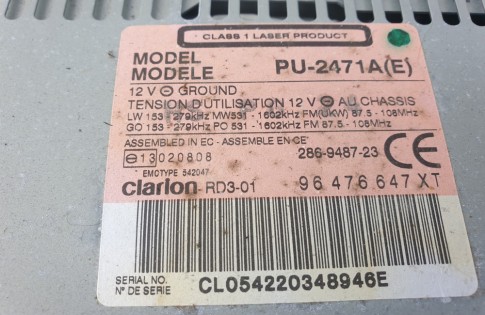 CLASS 1 LASER PRODUCT
MODEL
MODELE PU-2471A(E)
12 V ⊖ GROUND
TENSION D'UTILISATION 12 V ⊖ AU CHASSIS
LW 153 - 279kHz MW531 - 1602kHz FM(UKW) 87.5 - 108MHz
GO 153 - 279kHz PO 531 - 1602kHz FM 87.5 - 108MHz
ASSEMBLED IN EC - ASSEMBLE EN CE
e13 020808 286-9487-23 CE
EMOTYPE 342047
clarion RD3-01 96 476 647 XT
SERIAL NO.
N° DE SERIE CL054220348946E